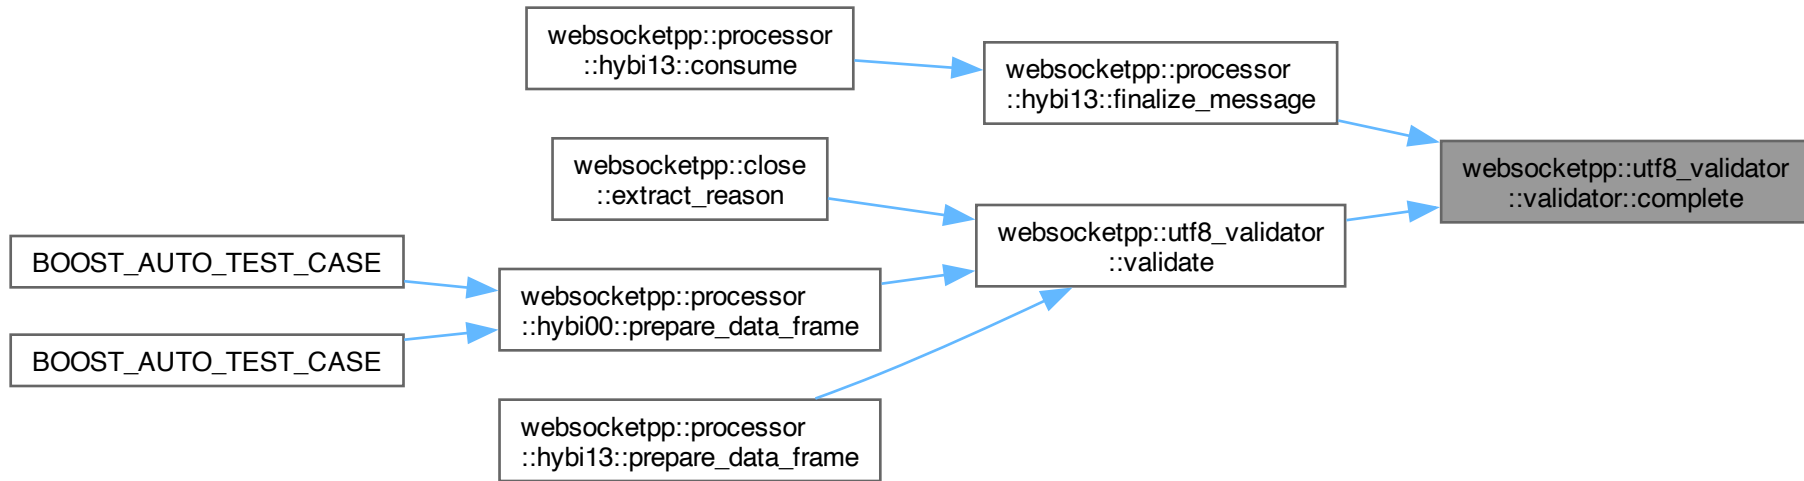 websocketpp::processor
::hybi13::consume
websocketpp::processor
::hybi13::finalize_message
websocketpp::close
::extract_reason
websocketpp::utf8_validator
::validator::complete
websocketpp::utf8_validator
::validate
BOOST_AUTO_TEST_CASE
websocketpp::processor
::hybi00::prepare_data_frame
BOOST_AUTO_TEST_CASE
websocketpp::processor
::hybi13::prepare_data_frame